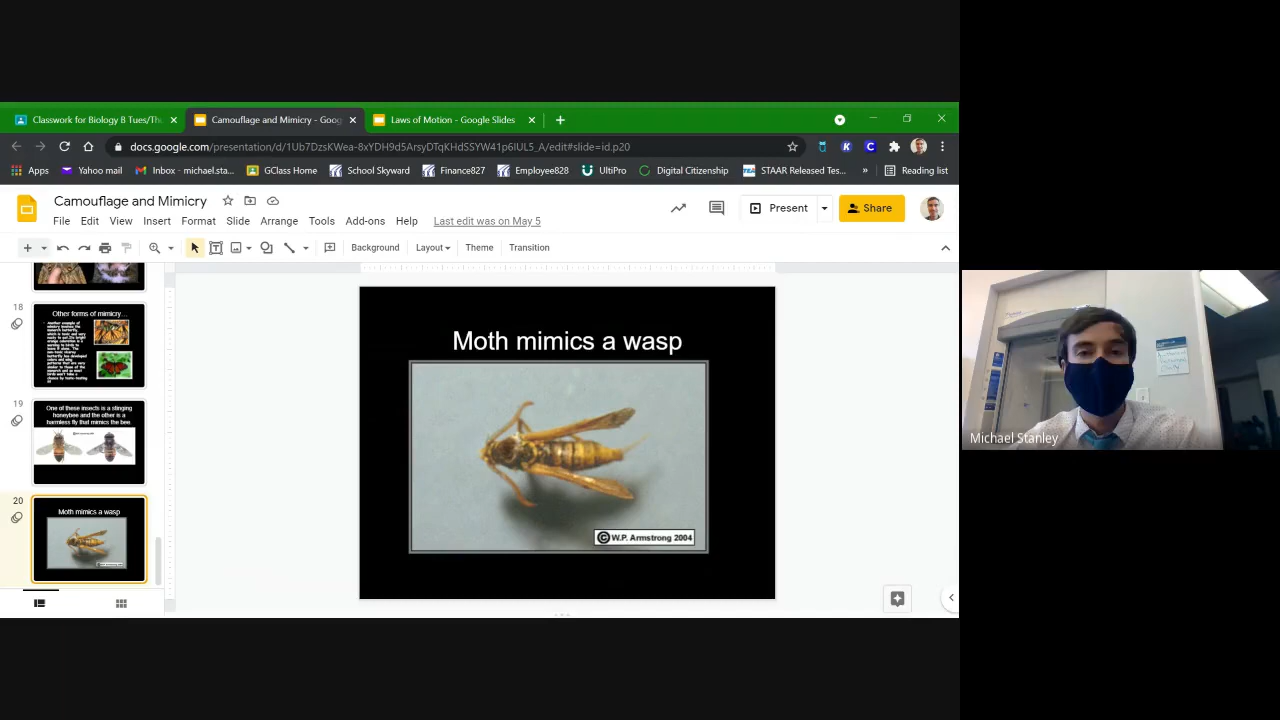 Classwork for Biology B Tues/Thu
Camouflage and Mimicry - Goog
Laws of Motion - Google Slides
docs.google.com/presentation/d/1Ub7DzsKWea-8xYDH9d5ArsyDTqKHdSSYW41p6IUL5_A/edit#slide=id.p20
Apps
Yahoo mail
Inbox - michael.sta...
GClass Home
School Skyward
Finance827
Employee828
UltiPro
Digital Citizenship
STAAR Released Tes...
»
Reading list
Camouflage and Mimicry
Present
Share
File Edit View Insert Format Slide Arrange Tools Add-ons Help Last edit was on May 5
Background Layout Theme Transition
18
Other forms of mimicry...
19
One of these insects is a stinging
honeybee and the other is a
harmless fly that mimics the bee
20
Moth mimics a wasp
Moth mimics a wasp
© W.P. Armstrong 2004
Michael Stanley